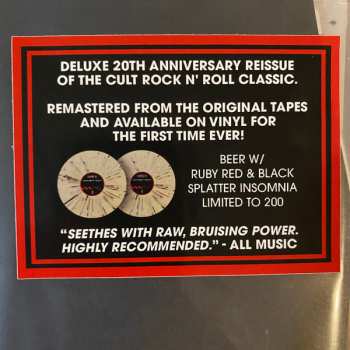 DELUXE 20TH ANNIVERSARY REISSUE
OF THE CULT ROCK N' ROLL CLASSIC.
REMASTERED FROM THE ORIGINAL TAPES
AND AVAILABLE ON VINYL FOR
THE FIRST TIME EVER!
BEER W/
RUBY RED & BLACK
SPLATTER INSOMNIA
LIMITED TO 200
“SEETHES WITH RAW, BRUISING POWER.
HIGHLY RECOMMENDED.” - ALL MUSIC